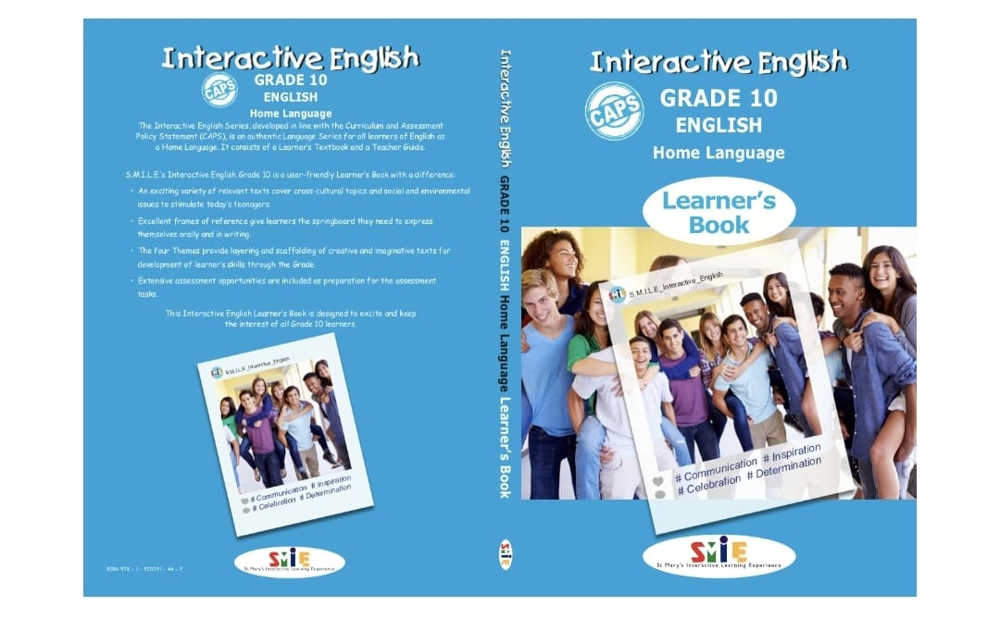 Interactive English
CAPS
GRADE 10
ENGLISH
Home Language
The Interactive English Series, developed in line with the Curriculum and Assessment
Policy Statement (CAPS), is an authentic Language Series for all learners of English as
a Home Language. It consists of a Learner's Textbook and a Teacher Guide.
S.M.I.L.E.'s Interactive English Grade 10 is a user-friendly Learner's Book with a difference:
• An exciting variety of relevant texts cover cross-cultural topics and social and environmental
issues to stimulate today's teenagers.
• Excellent frames of reference give learners the springboard they need to express
themselves orally and in writing.
• The four Themes provide layering and scaffolding of creative and imaginative texts for
development of learner's skills through the Grade.
• Extensive assessment opportunities are included as preparation for the assessment
tasks.
This Interactive English Learner's Book is designed to excite and keep
the interest of all Grade 10 learners.
S.M.I.L.E_Interactive_English
# Communication # Inspiration
# Celebration # Determination
SMILE
St Mary's Interactive Learning Experience
ISBN 978 - 1 - 920391 - 44 - 7
Interactive English GRADE 10 ENGLISH Home Language Learner's Book
SMILE
Interactive English
CAPS
GRADE 10
ENGLISH
Home Language
Learner's
Book
S.M.I.L.E_Interactive_English
# Communication # Inspiration
# Celebration # Determination
SMILE
St Mary's Interactive Learning Experience